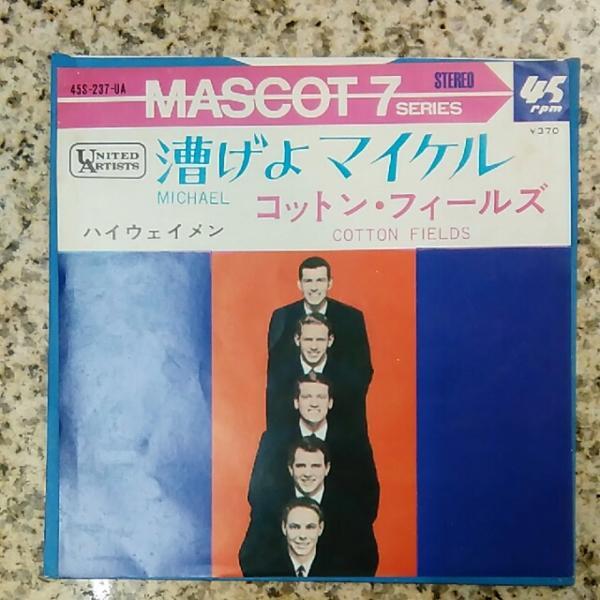 45S-237-UA
MASCOT 7 SERIES
STEREO
45 rpm
¥370
UNITED ARTISTS
漕げよ マイケル
MICHAEL
コットン・フィールズ
COTTON FIELDS
ハイウェイメン